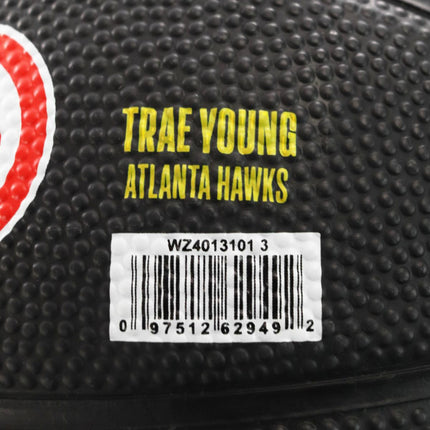 TRAE YOUNG
ATLANTA HAWKS
WZ4013101 3
0 97512 62949 2